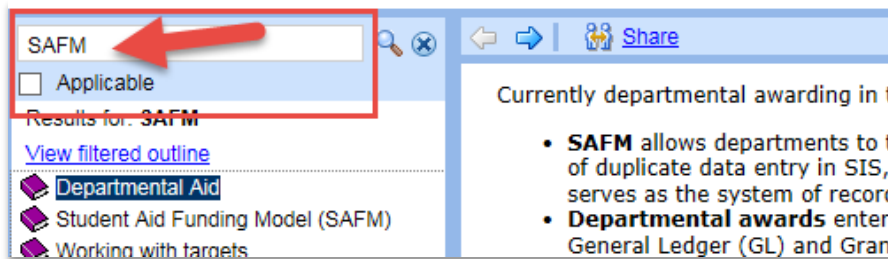 SAFM
Applicable
Results for: SAFM
View filtered outline
Departmental Aid
Student Aid Funding Model (SAFM)
Working with targets
Share
Currently departmental awarding in
• SAFM allows departments to
of duplicate data entry in SIS,
serves as the system of record
• Departmental awards enter
General Ledger (GL) and Gran